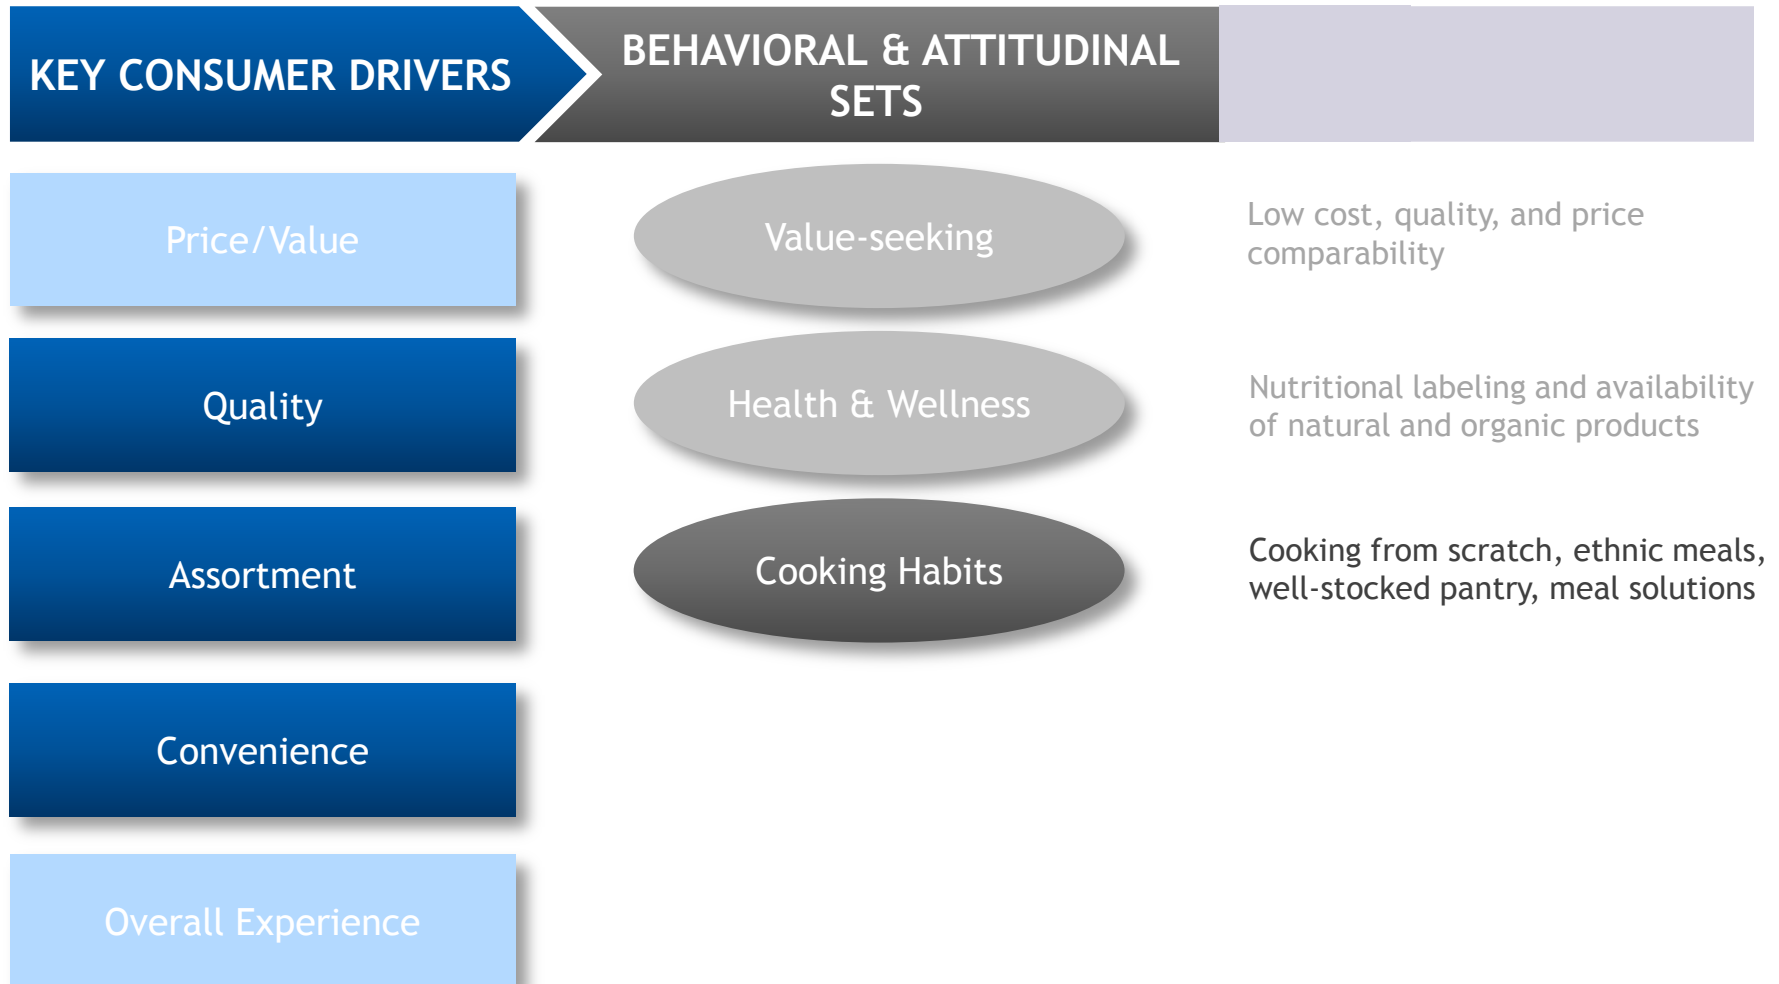 KEY CONSUMER DRIVERS
BEHAVIORAL & ATTITUDINAL
SETS
Price/Value
Value-seeking
Low cost, quality, and price
comparability
Quality
Health & Wellness
Nutritional labeling and availability
of natural and organic products
Assortment
Cooking Habits
Cooking from scratch, ethnic meals,
well-stocked pantry, meal solutions
Convenience
Overall Experience